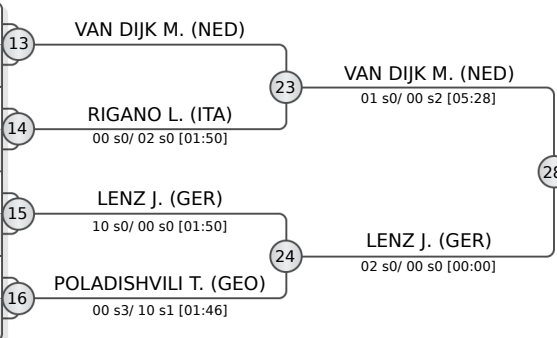 VAN DIJK M. (NED)
13
23
VAN DIJK M. (NED)
01 s0/ 00 s2 [05:28]
14
RIGANO L. (ITA)
00 s0/ 02 s0 [01:50]
28
15
LENZ J. (GER)
10 s0/ 00 s0 [01:50]
24
LENZ J. (GER)
02 s0/ 00 s0 [00:00]
16
POLADISHVILI T. (GEO)
00 s3/ 10 s1 [01:46]